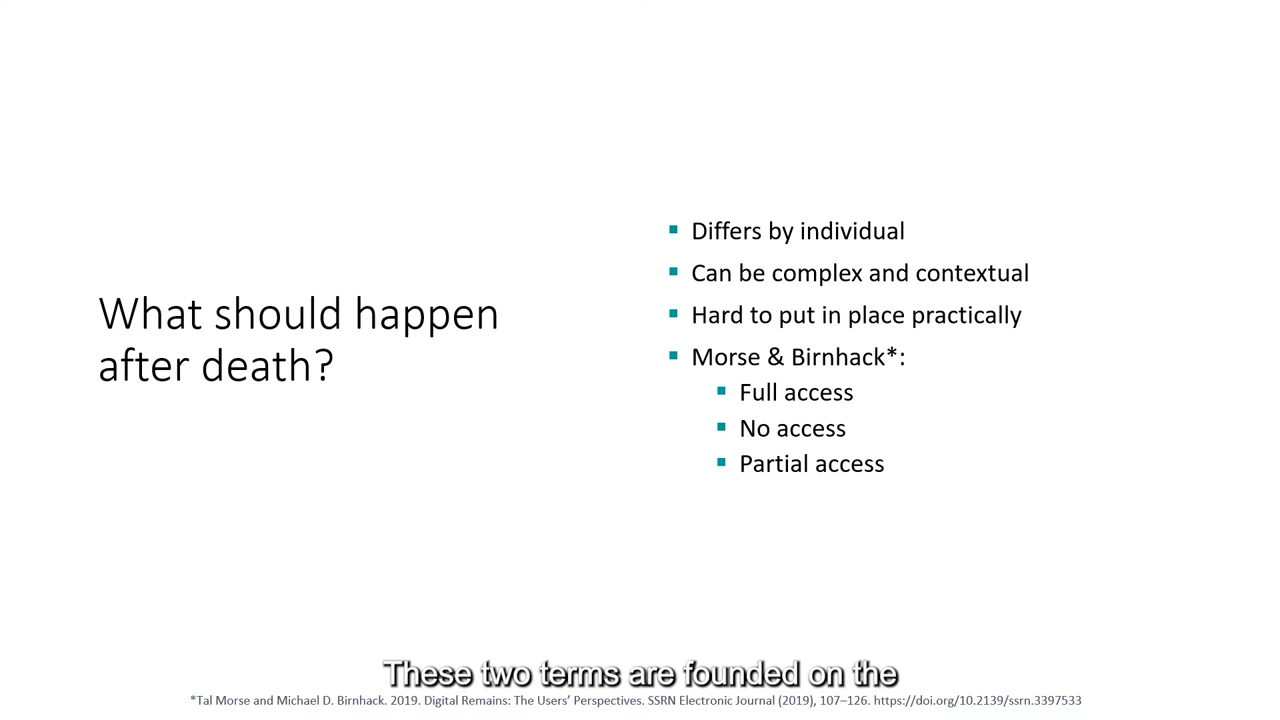 What should happen
after death?
▪ Differs by individual
▪ Can be complex and contextual
▪ Hard to put in place practically
▪ Morse & Birnhack*:
▪ Full access
▪ No access
▪ Partial access
These two terms are founded on the
*Tal Morse and Michael D. Birnhack. 2019. Digital Remains: The Users’ Perspectives. SSRN Electronic Journal (2019), 107–126. https://doi.org/10.2139/ssrn.3397533